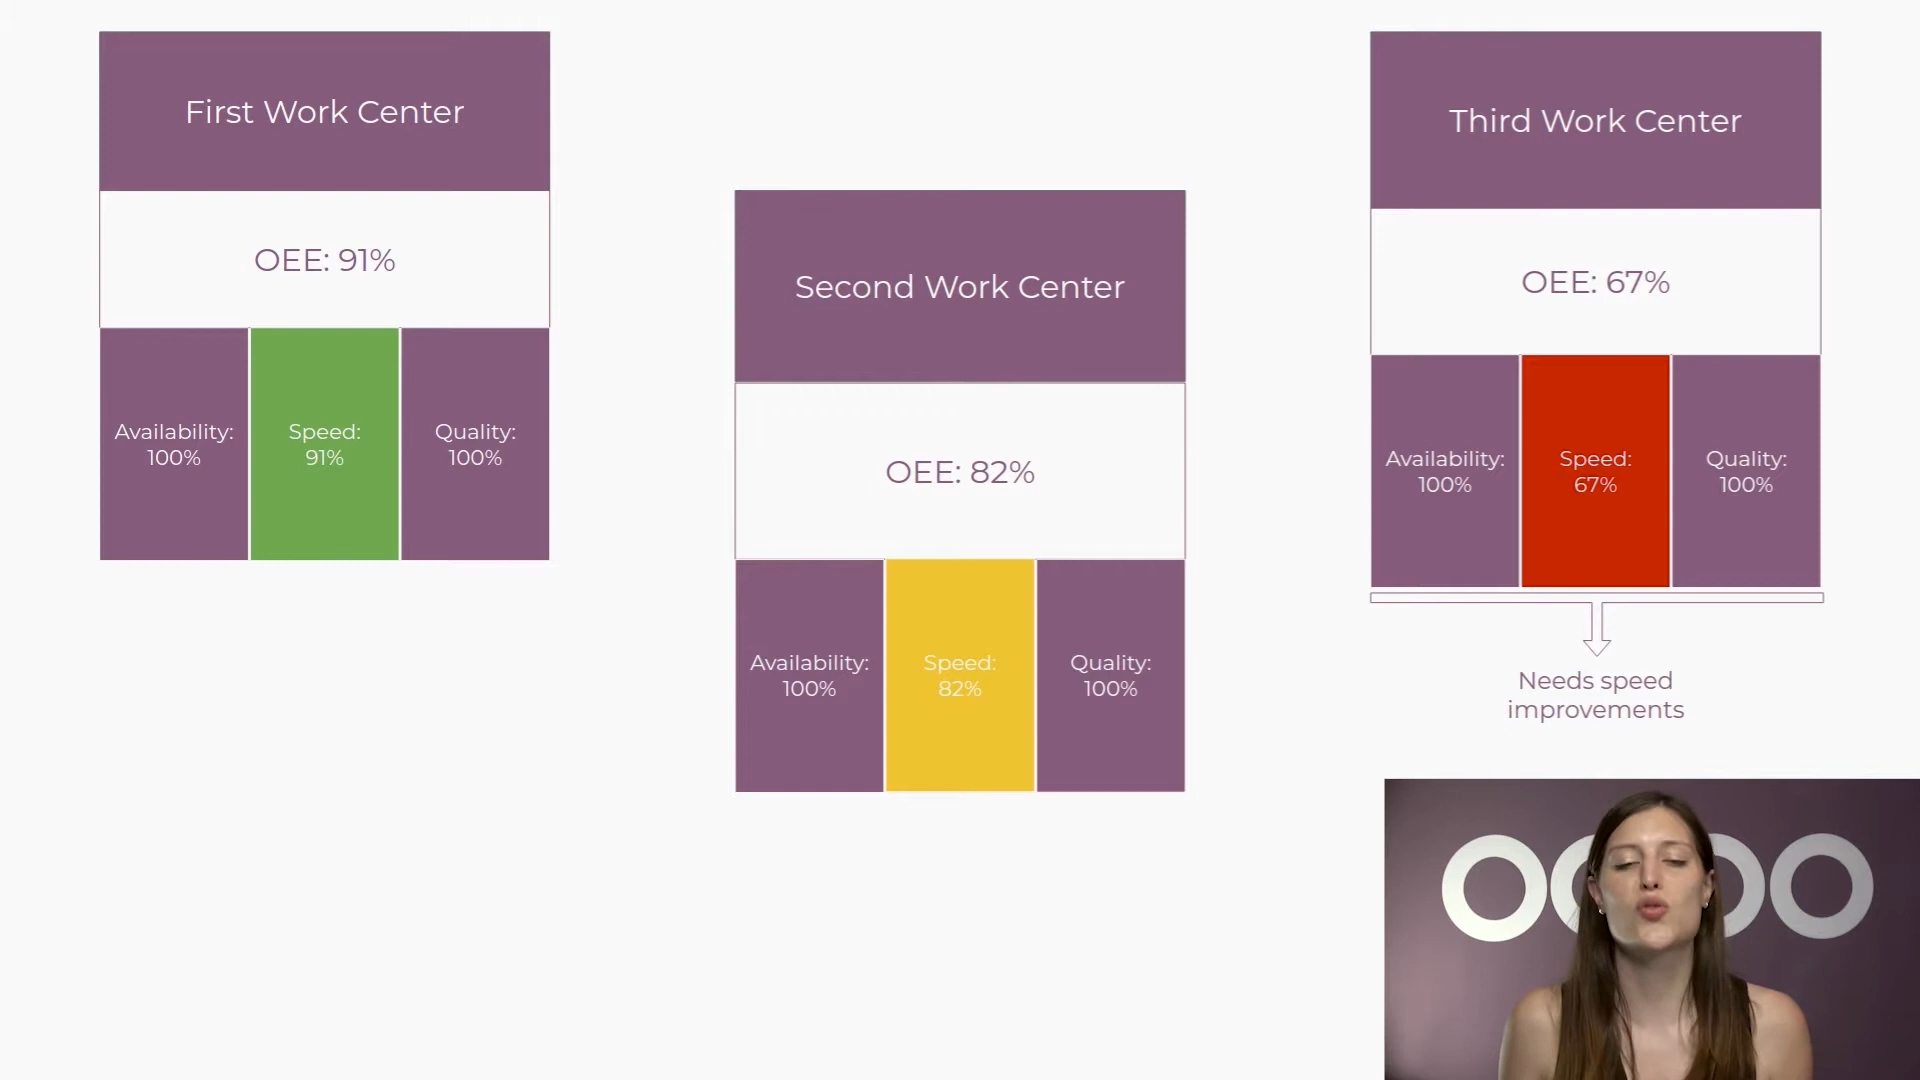 First Work Center
OEE: 91%
Availability:
100%
Speed:
91%
Quality:
100%
Second Work Center
OEE: 82%
Availability:
100%
Speed:
82%
Quality:
100%
Third Work Center
OEE: 67%
Availability:
100%
Speed:
67%
Quality:
100%
Needs speed
improvements